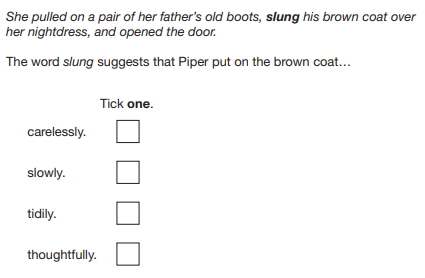 She pulled on a pair of her father's old boots, slung his brown coat over
her nightdress, and opened the door.
The word slung suggests that Piper put on the brown coat…
Tick one.
carelessly.
slowly.
tidily.
thoughtfully.